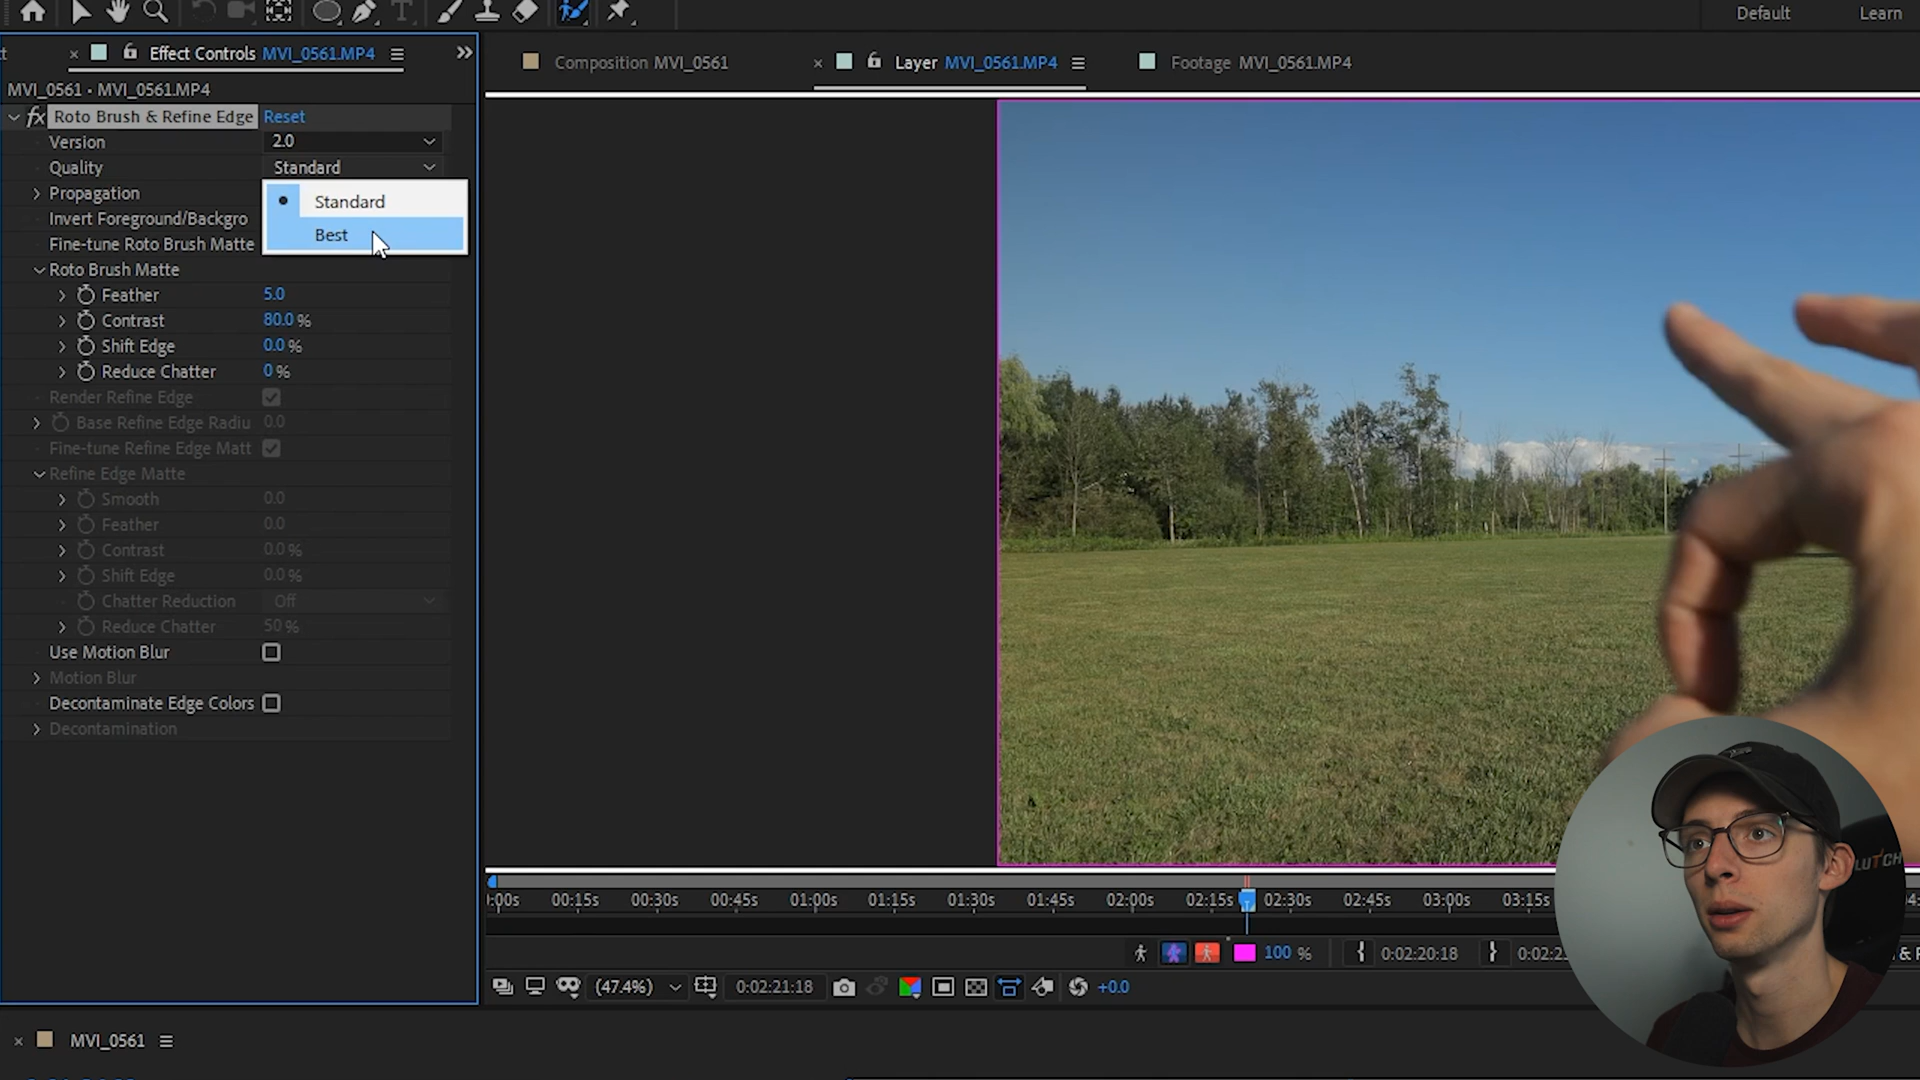 Default Learn
Effect Controls MVI_0561.MP4
Composition MVI_0561
Layer MVI_0561.MP4
Footage MVI_0561.MP4
MVI_0561 • MVI_0561.MP4
fx Roto Brush & Refine Edge Reset
Version 2.0
Quality Standard
Propagation
Standard
Invert Foreground/Backgro
Best
Fine-tune Roto Brush Matte
Roto Brush Matte
Feather 5.0
Contrast 80.0 %
Shift Edge 0.0 %
Reduce Chatter 0 %
Render Refine Edge
Base Refine Edge Radiu 0.0
Fine-tune Refine Edge Matt
Refine Edge Matte
Smooth 0.0
Feather 0.0
Contrast 0.0 %
Shift Edge 0.0 %
Chatter Reduction Off
Reduce Chatter 50 %
Use Motion Blur
Motion Blur
Decontaminate Edge Colors
Decontamination
LUTCH
:00s 00:15s 00:30s 00:45s 01:00s 01:15s 01:30s 01:45s 02:00s 02:15s 02:30s 02:45s 03:00s 03:15s
100 % 0:02:20:18 0:02:2
(47.4%) 0:02:21:18 +0.0
MVI_0561